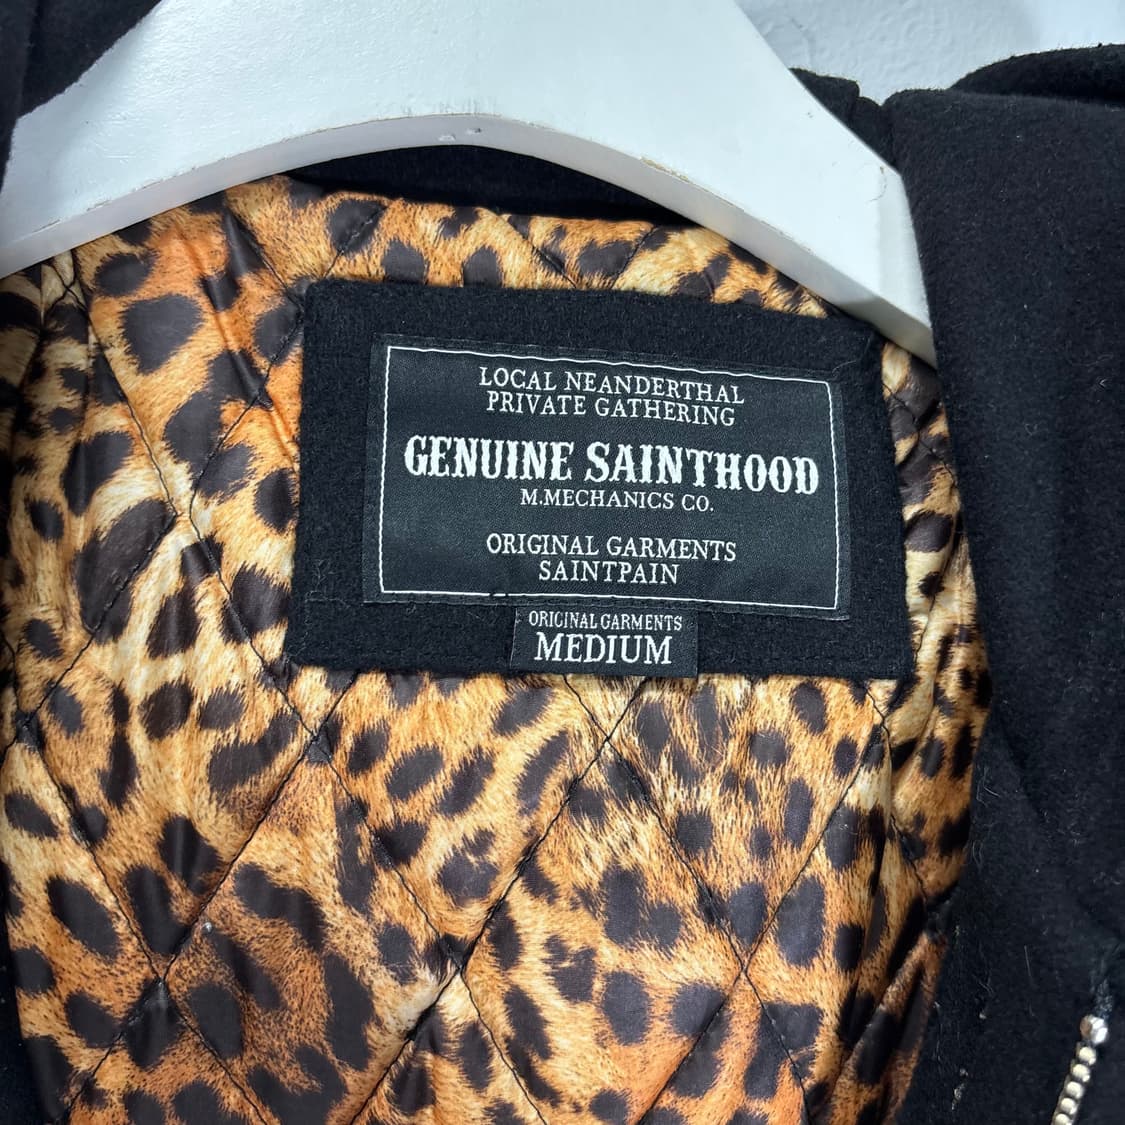 LOCAL NEANDERTHAL
PRIVATE GATHERING
GENUINE SAINTHOOD
M.MECHANICS CO.
ORIGINAL GARMENTS
SAINTPAIN
ORIGINAL GARMENTS
MEDIUM